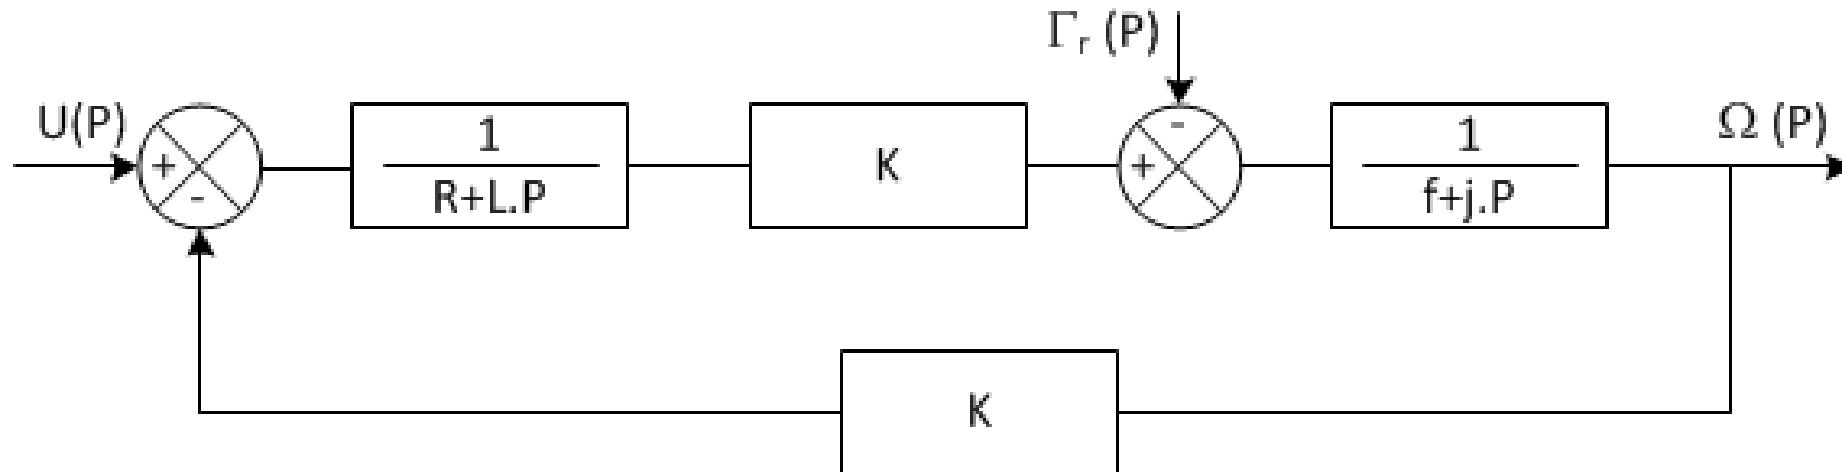 Γr (P)
U(P)
+
-
1
R+L.P
K
-
+
1
f+j.P
Ω (P)
K